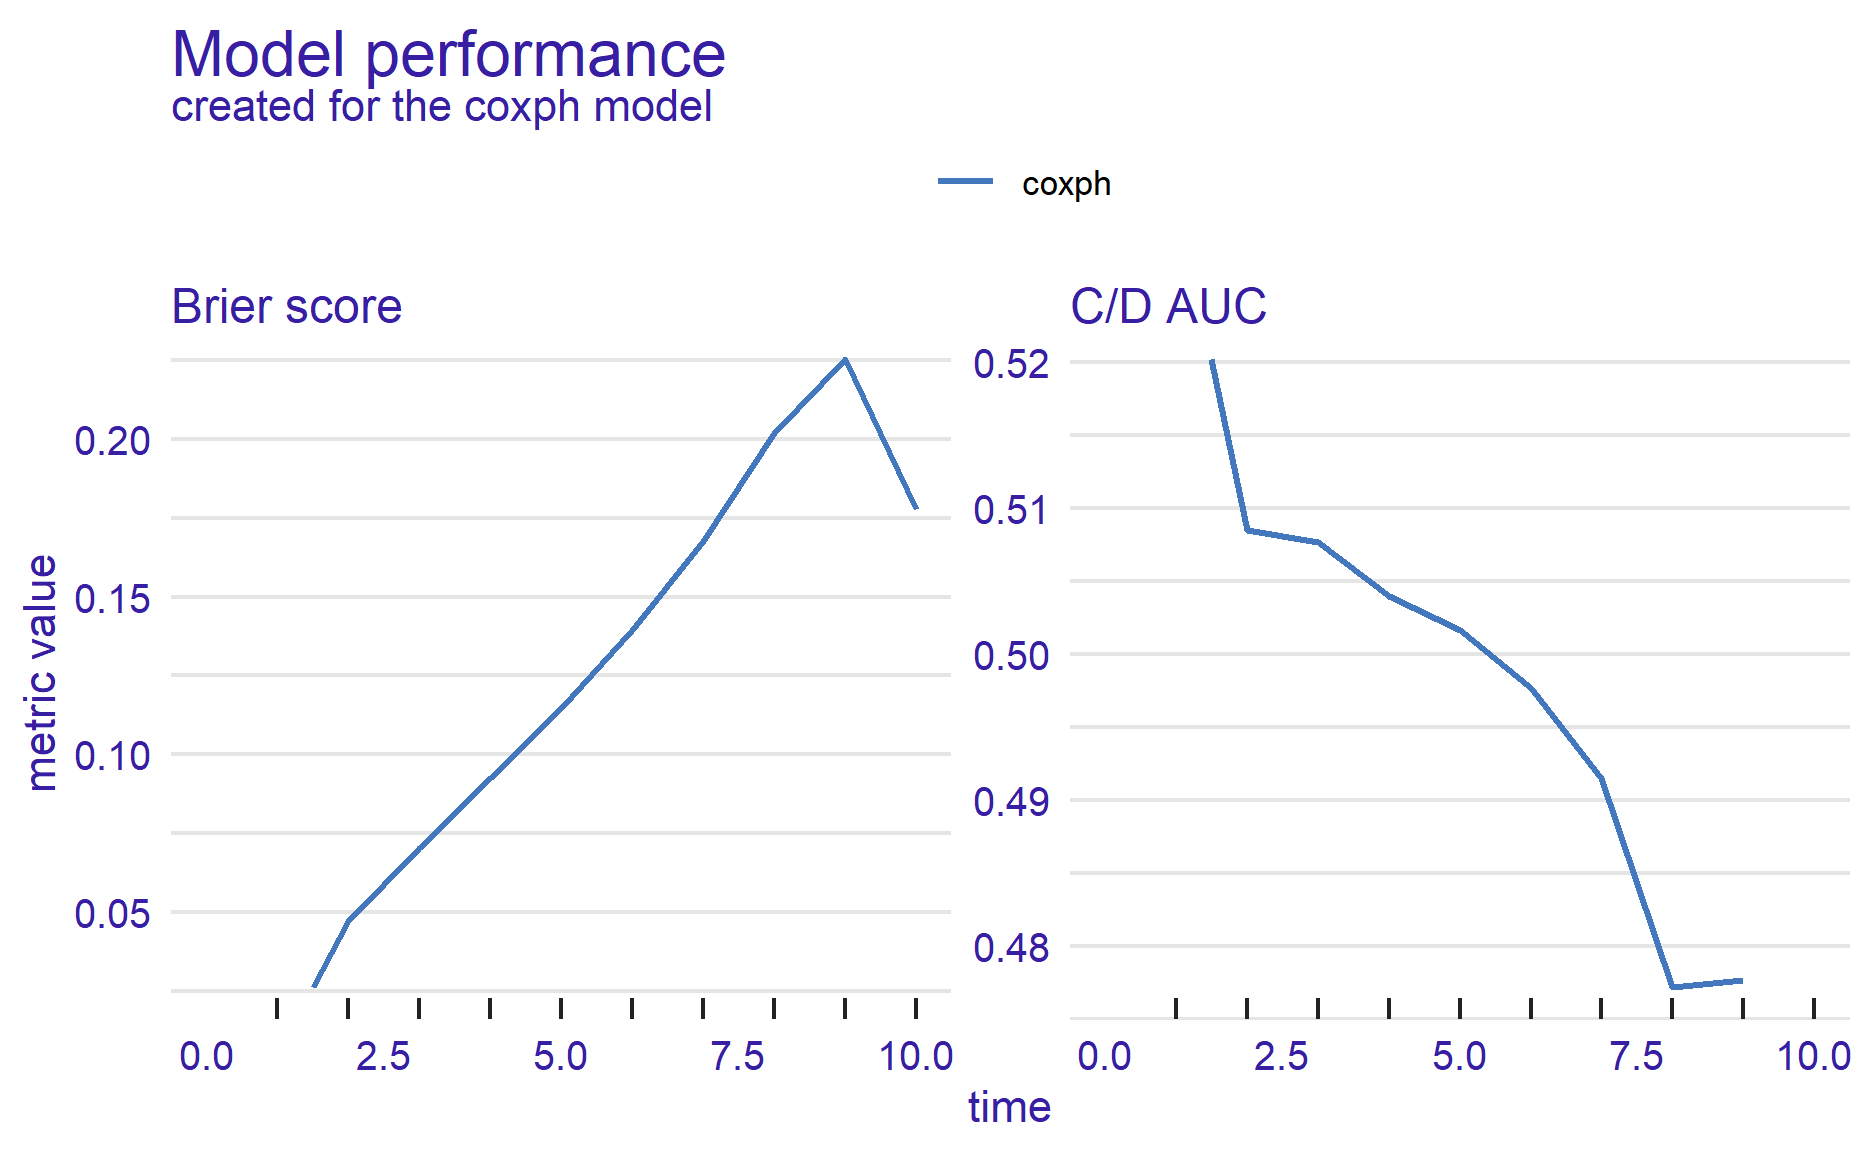 Model performance
created for the coxph model
coxph
Brier score
C/D AUC
metric value
0.20
0.15
0.10
0.05
0.0 2.5 5.0 7.5 10.0
0.52
0.51
0.50
0.49
0.48
0.0 2.5 5.0 7.5 10.0
time